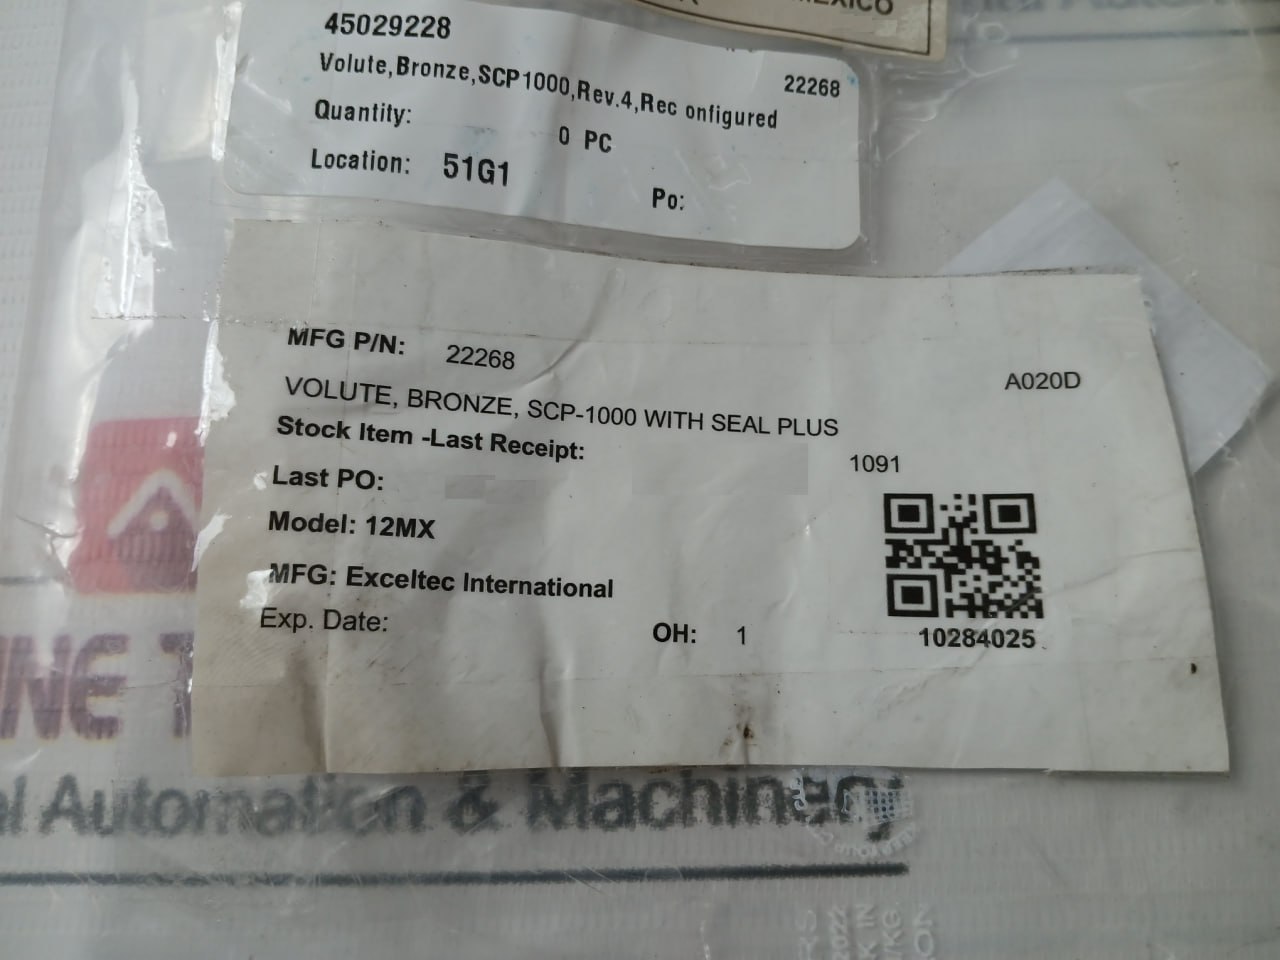 MEXICO
45029228
22268
Volute,Bronze,SCP1000,Rev.4,Rec onfigured
Quantity: 0 PC
Location: 51G1
Po:
MFG P/N: 22268
A020D
VOLUTE, BRONZE, SCP-1000 WITH SEAL PLUS
Stock Item -Last Receipt:
1091
Last PO:
Model: 12MX
MFG: Exceltec International
Exp. Date:
OH: 1
10284025
Automation & Machinery
2022